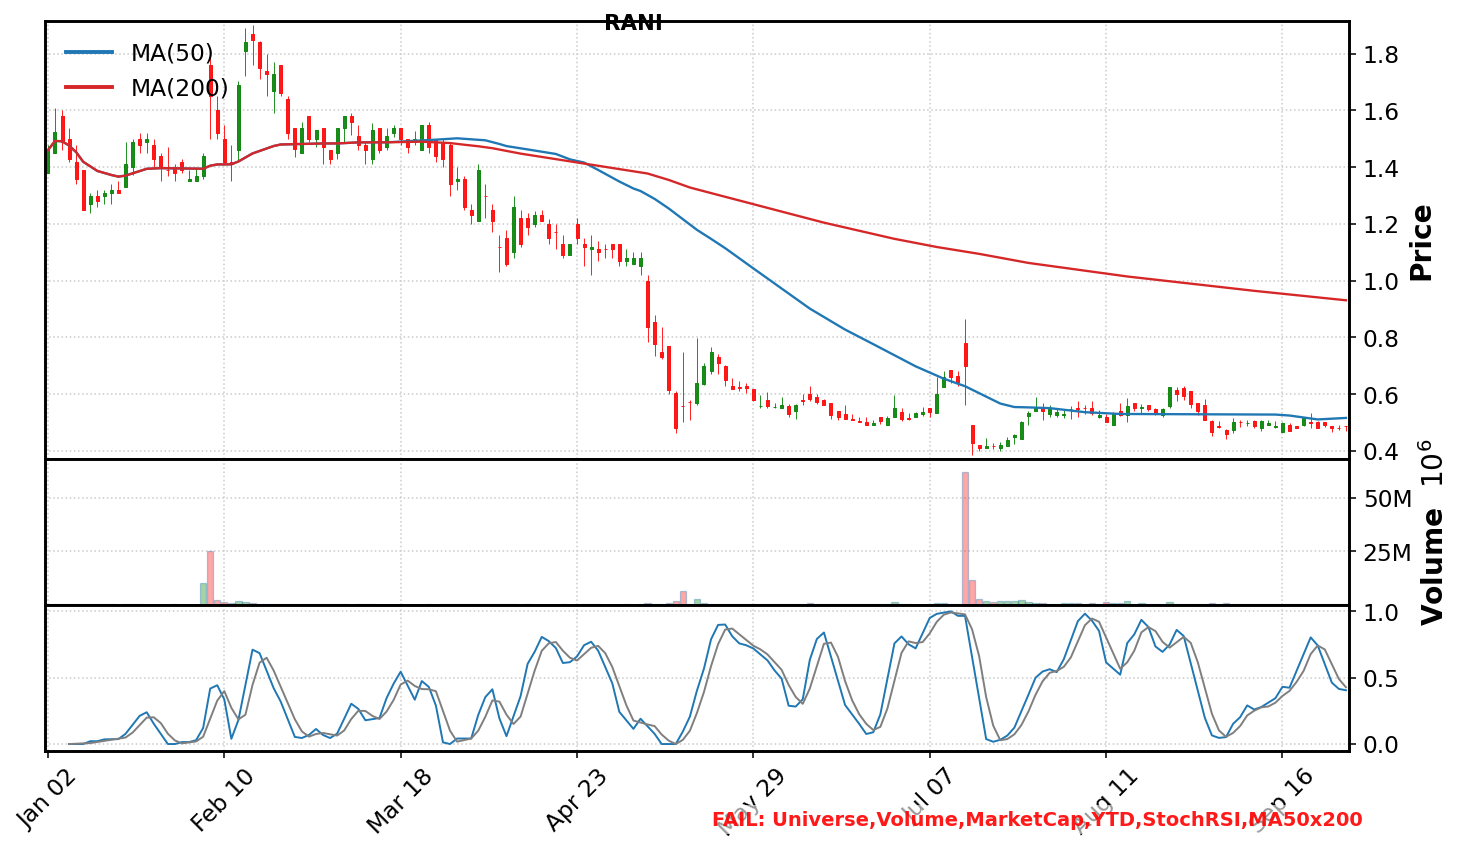 RANI
MA(50)
MA(200)
1.8
1.6
1.4
1.2
1.0
0.8
0.6
0.4
Price
50M
25M
Volume 10⁶
1.0
0.5
0.0
Jan 02
Feb 10
Mar 18
Apr 23
May 29
Jul 07
Aug 11
Sep 16
FAIL: Universe,Volume,MarketCap,YTD,StochRSI,MA50x200